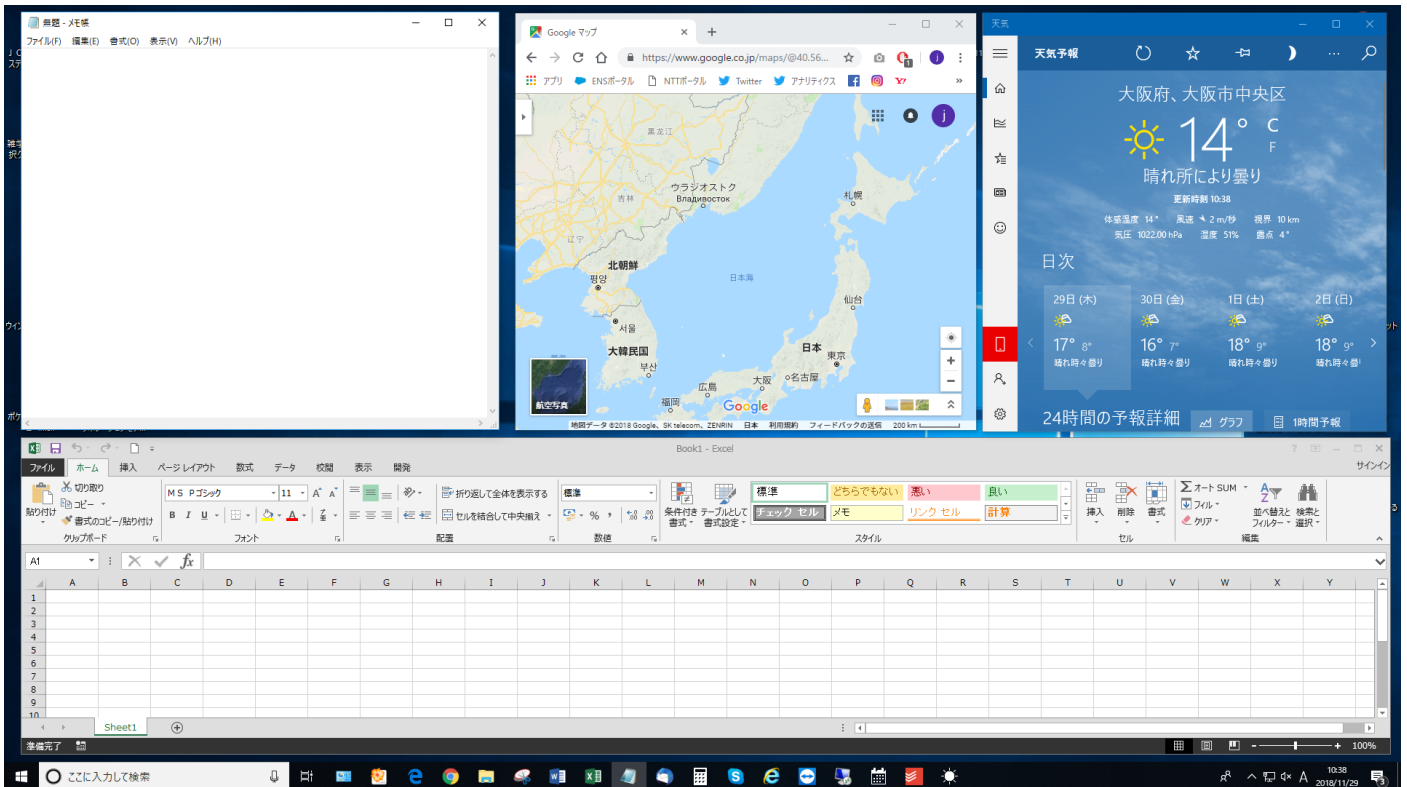 無題 - メモ帳
ファイル(F) 編集(E) 書式(O) 表示(V) ヘルプ(H)
Google マップ
https://www.google.co.jp/maps/@40.56...
アプリ ENSポータル NTTポータル Twitter アナリティクス
黑龙江
ウラジオストク
Владивосток
吉林
札幌
辽宁
北朝鮮
평양
日本海
仙台
서울
大韓民国
日本
東京
부산
名古屋
大阪
広島
福岡
航空写真
Google
地図データ ©2018 Google、SK telecom、ZENRIN 日本 利用規約 フィードバックの送信 200 km
天気
天気予報
大阪府、大阪市中央区
14° C
F
晴れ所により曇り
更新時刻 10:38
体感温度 14° 風速 2 m/秒 視界 10 km
気圧 1022.00 hPa 湿度 51% 露点 4°
日次
29日 (木) 30日 (金) 1日 (土) 2日 (日)
17° 8° 16° 7° 18° 9° 18° 9°
晴れ時々曇り 晴れ時々曇り 晴れ時々曇り 晴れ時々曇
24時間の予報詳細 グラフ 1時間予報
Book1 - Excel
ファイル ホーム 挿入 ページ レイアウト 数式 データ 校閲 表示 開発 サインイン
貼り付け
切り取り
コピー
書式のコピー/貼り付け
クリップボード
MS Pゴシック 11
B I U
フォント
折り返して全体を表示する
セルを結合して中央揃え
配置
標準
% ,
数値
条件付き書式 テーブルとして書式設定
標準 どちらでもない 悪い 良い
チェック セル メモ リンク セル 計算
スタイル
挿入 削除 書式
セル
オート SUM
フィル
クリア
並べ替えとフィルター 検索と選択
編集
A1 fx
A B C D E F G H I J K L M N O P Q R S T U V W X Y
1
2
3
4
5
6
7
8
9
10
Sheet1
準備完了 100%
ここに入力して検索
A 10:38
2018/11/29